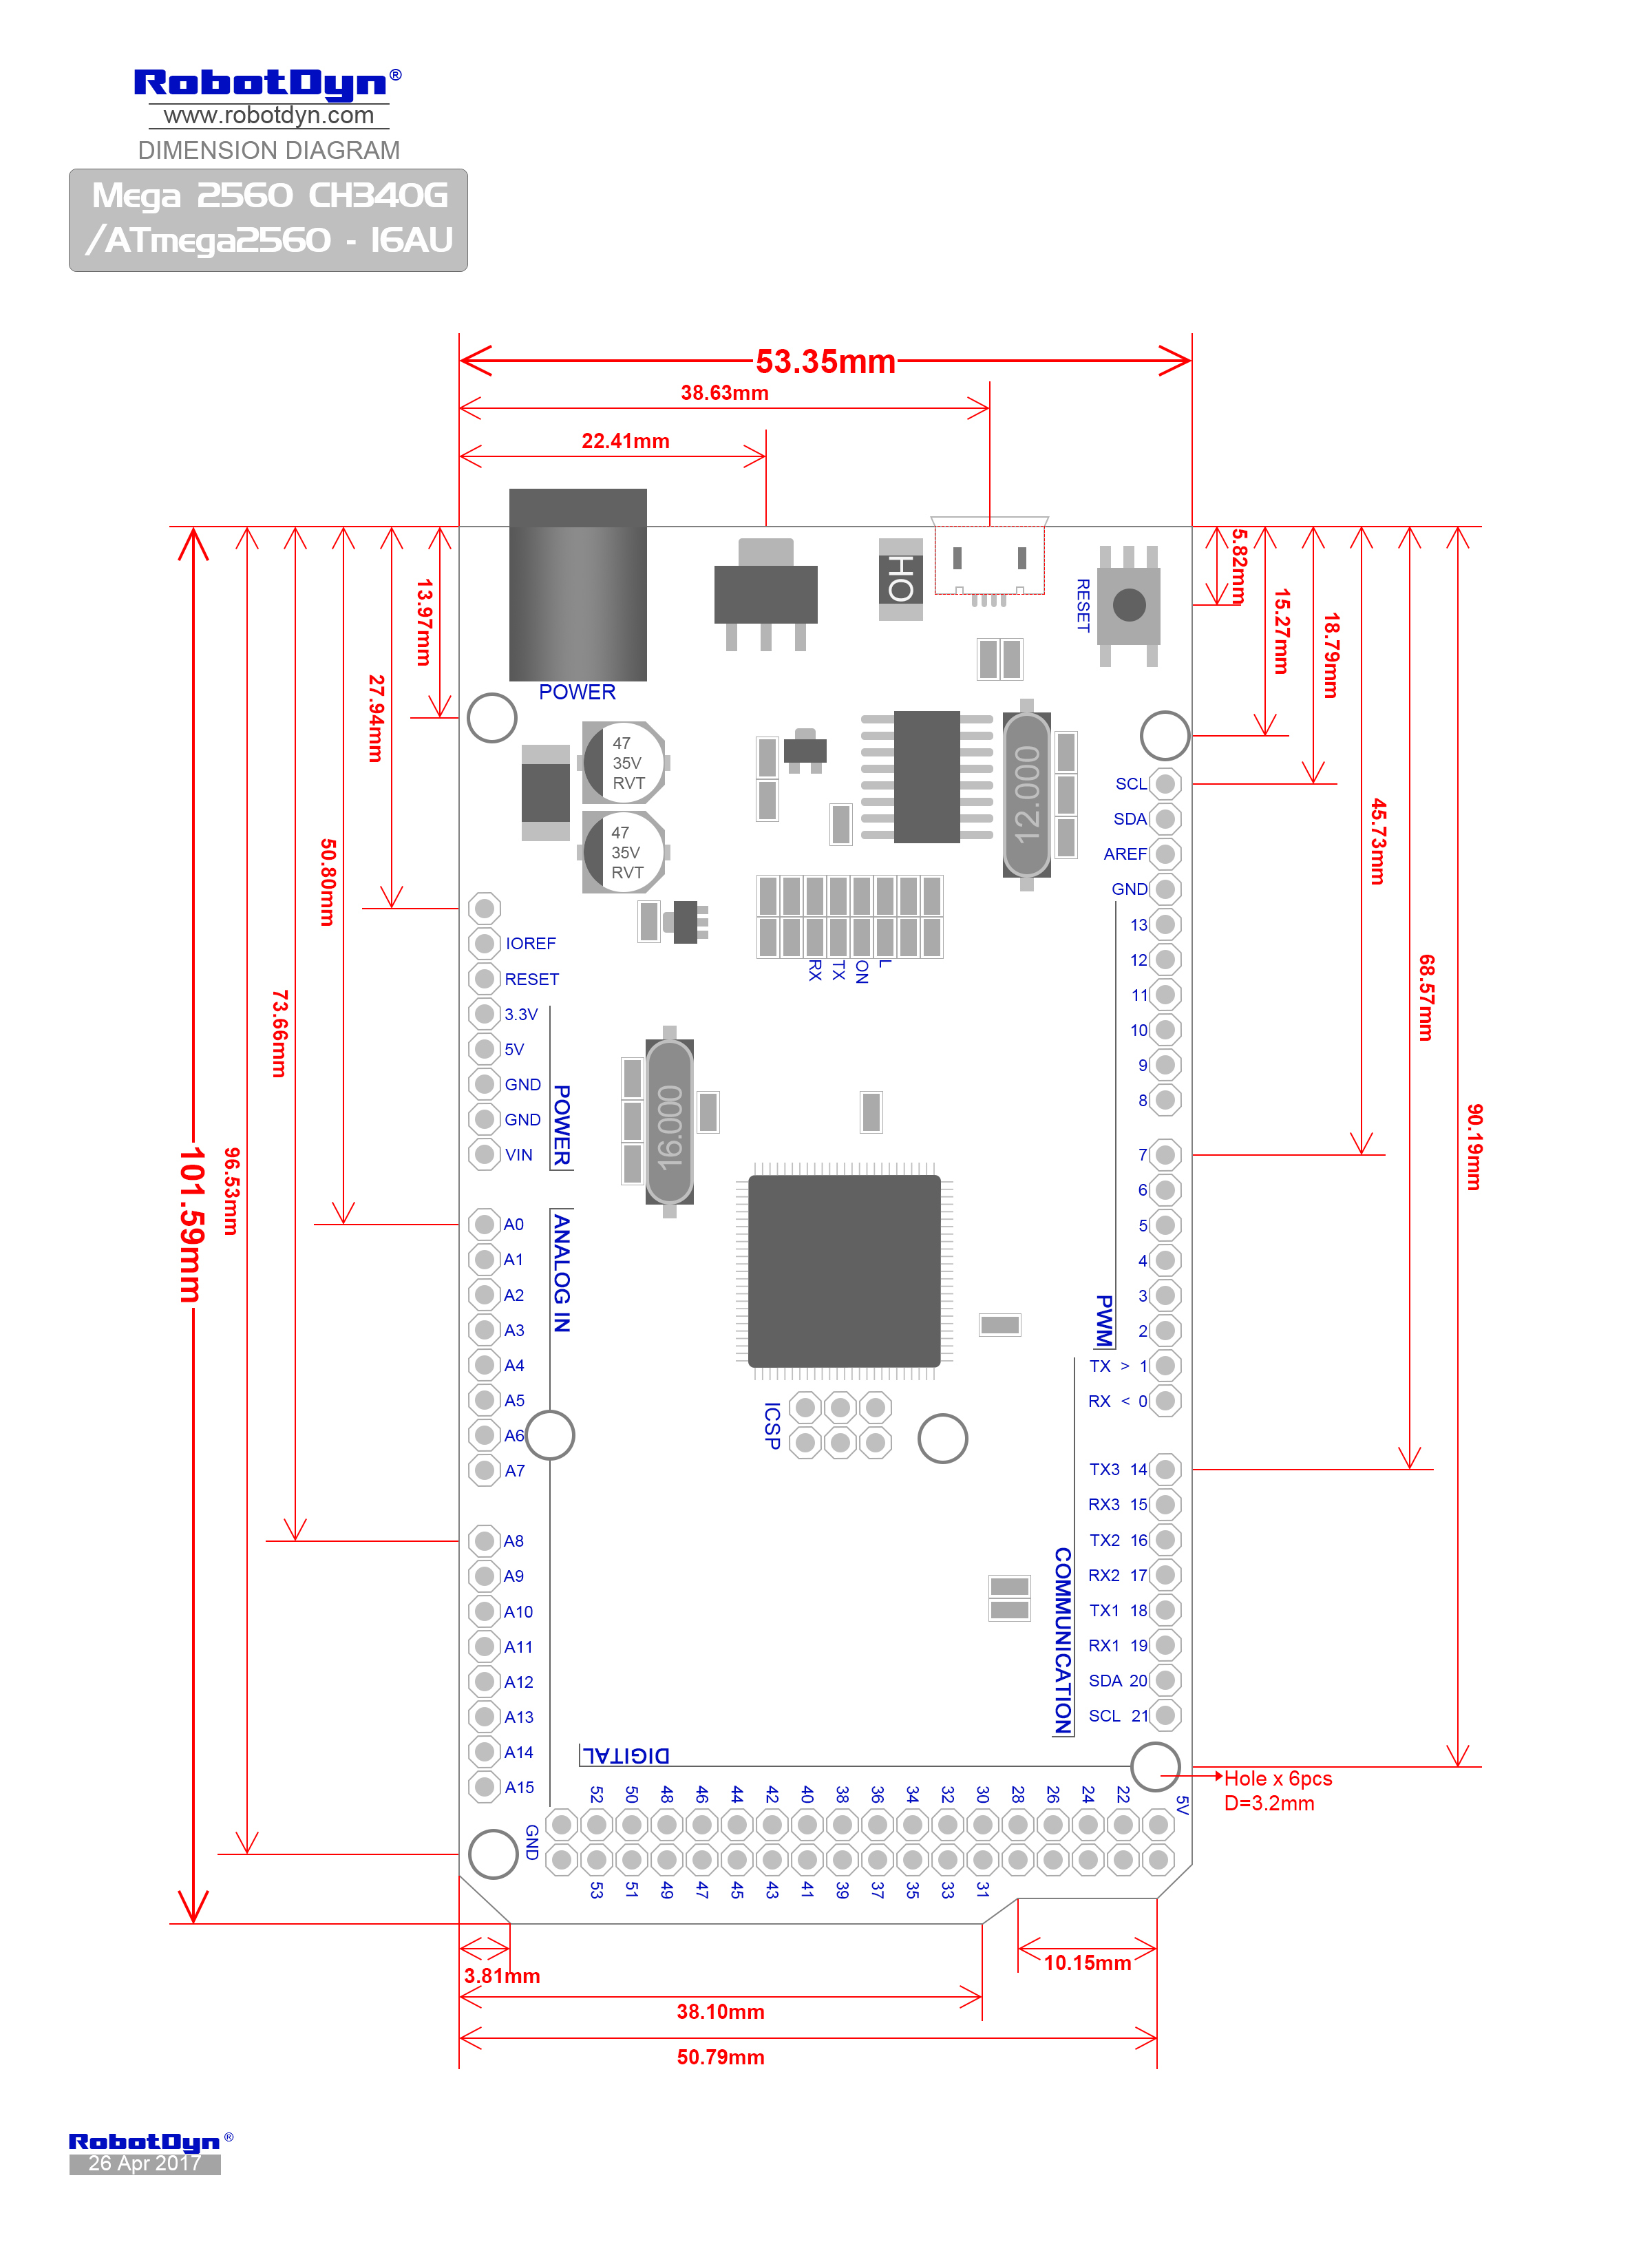 RobotDyn®
www.robotdyn.com
DIMENSION DIAGRAM
Mega 2560 CH340G
/ATmega2560 - 16AU
53.35mm
38.63mm
22.41mm
13.97mm
27.94mm
50.80mm
73.66mm
96.53mm
101.59mm
5.82mm
15.27mm
18.79mm
45.73mm
68.57mm
90.19mm
OH
RESET
POWER
47
35V
RVT
47
35V
RVT
12.000
16.000
RX
TX
ON
L
IOREF
RESET
3.3V
5V
GND
GND
VIN
POWER
A0
A1
A2
A3
A4
A5
A6
A7
ANALOG IN
A8
A9
A10
A11
A12
A13
A14
A15
SCL
SDA
AREF
GND
13
12
11
10
9
8
7
6
5
4
3
2
TX > 1
RX < 0
PWM
ICSP
TX3 14
RX3 15
TX2 16
RX2 17
TX1 18
RX1 19
SDA 20
SCL 21
COMMUNICATION
DIGITAL
52 50 48 46 44 42 40 38 36 34 32 30 28 26 24 22 5V
GND
53 51 49 47 45 43 41 39 37 35 33 31
Hole x 6pcs
D=3.2mm
3.81mm
10.15mm
38.10mm
50.79mm
RobotDyn®
26 Apr 2017